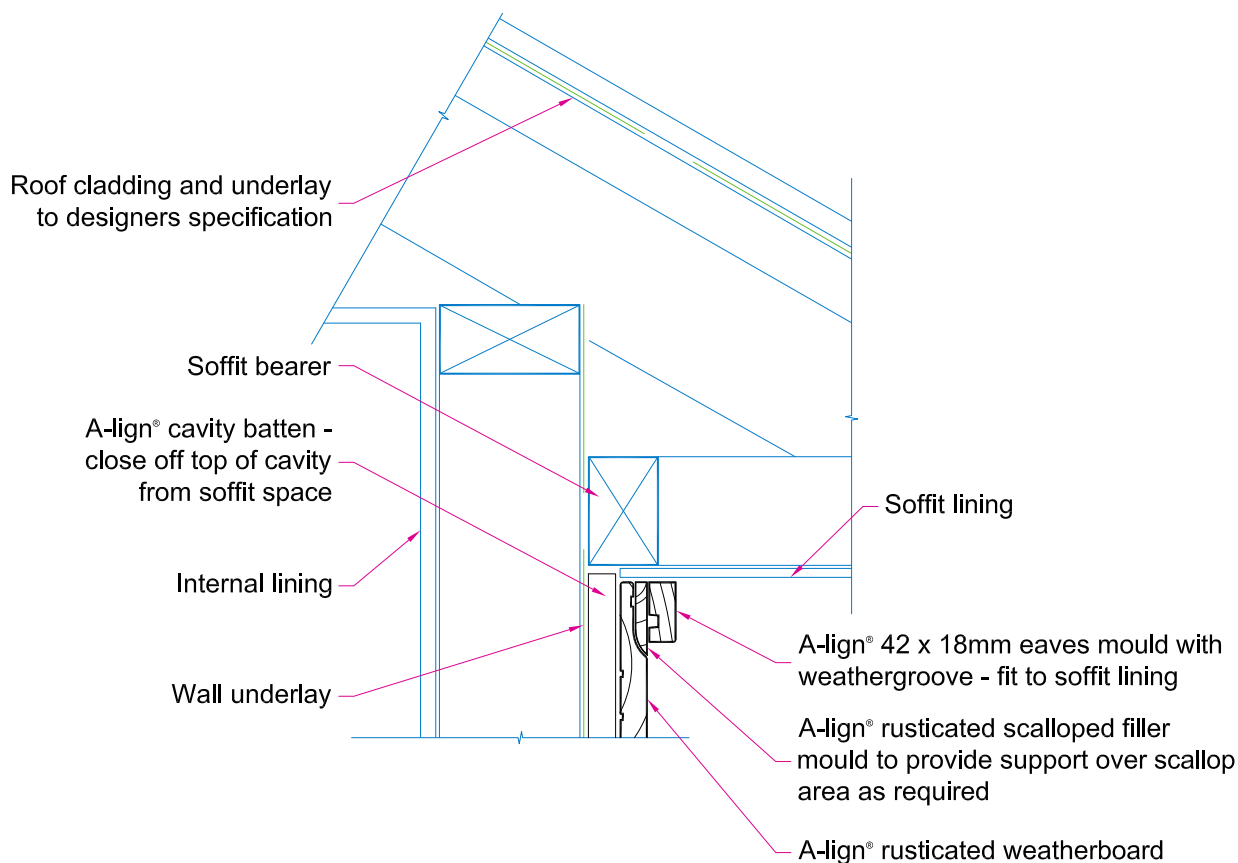 Roof cladding and underlay
to designers specification
Soffit bearer
A-lign® cavity batten -
close off top of cavity
from soffit space
Internal lining
Wall underlay
Soffit lining
A-lign® 42 x 18mm eaves mould with
weathergroove - fit to soffit lining
A-lign® rusticated scalloped filler
mould to provide support over scallop
area as required
A-lign® rusticated weatherboard